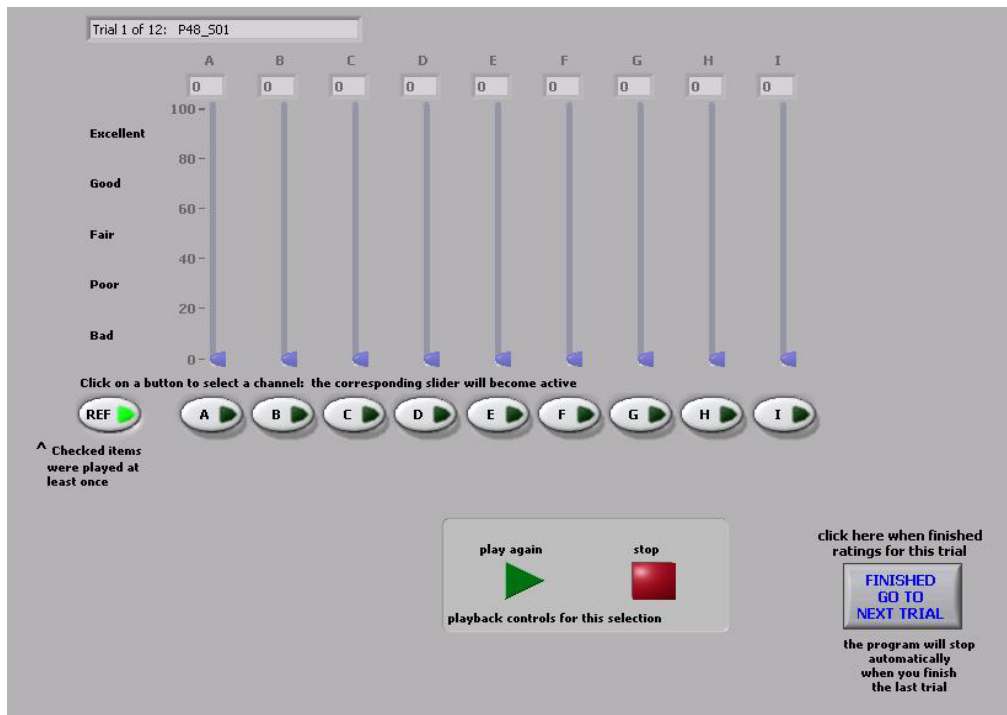 Trial 1 of 12: P48_S01
A B C D E F G H I
0 0 0 0 0 0 0 0 0
100
Excellent
80
Good
60
Fair
40
Poor
20
Bad
0
Click on a button to select a channel: the corresponding slider will become active
REF A B C D E F G H I
^ Checked items
were played at
least once
play again stop
playback controls for this selection
click here when finished
ratings for this trial
FINISHED
GO TO
NEXT TRIAL
the program will stop
automatically
when you finish
the last trial